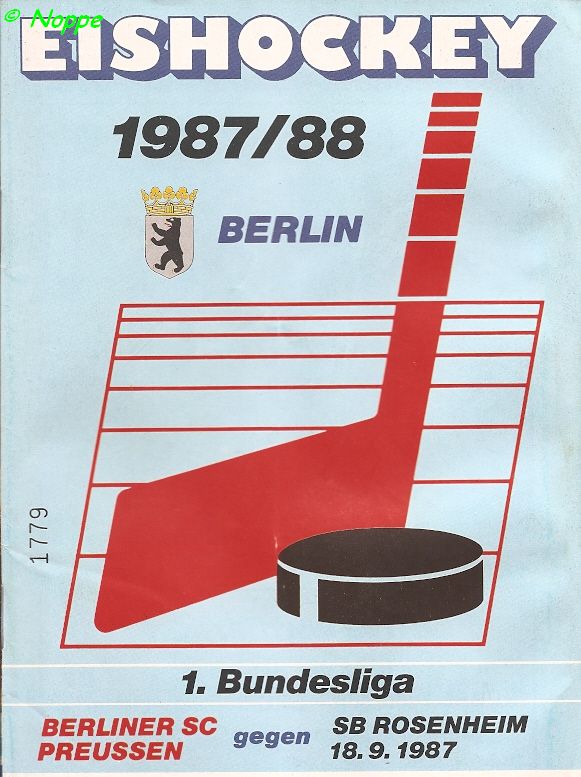 © Noppe
EISHOCKEY
1987/88
BERLIN
1779
1. Bundesliga
BERLINER SC PREUSSEN
gegen
SB ROSENHEIM
18.9.1987